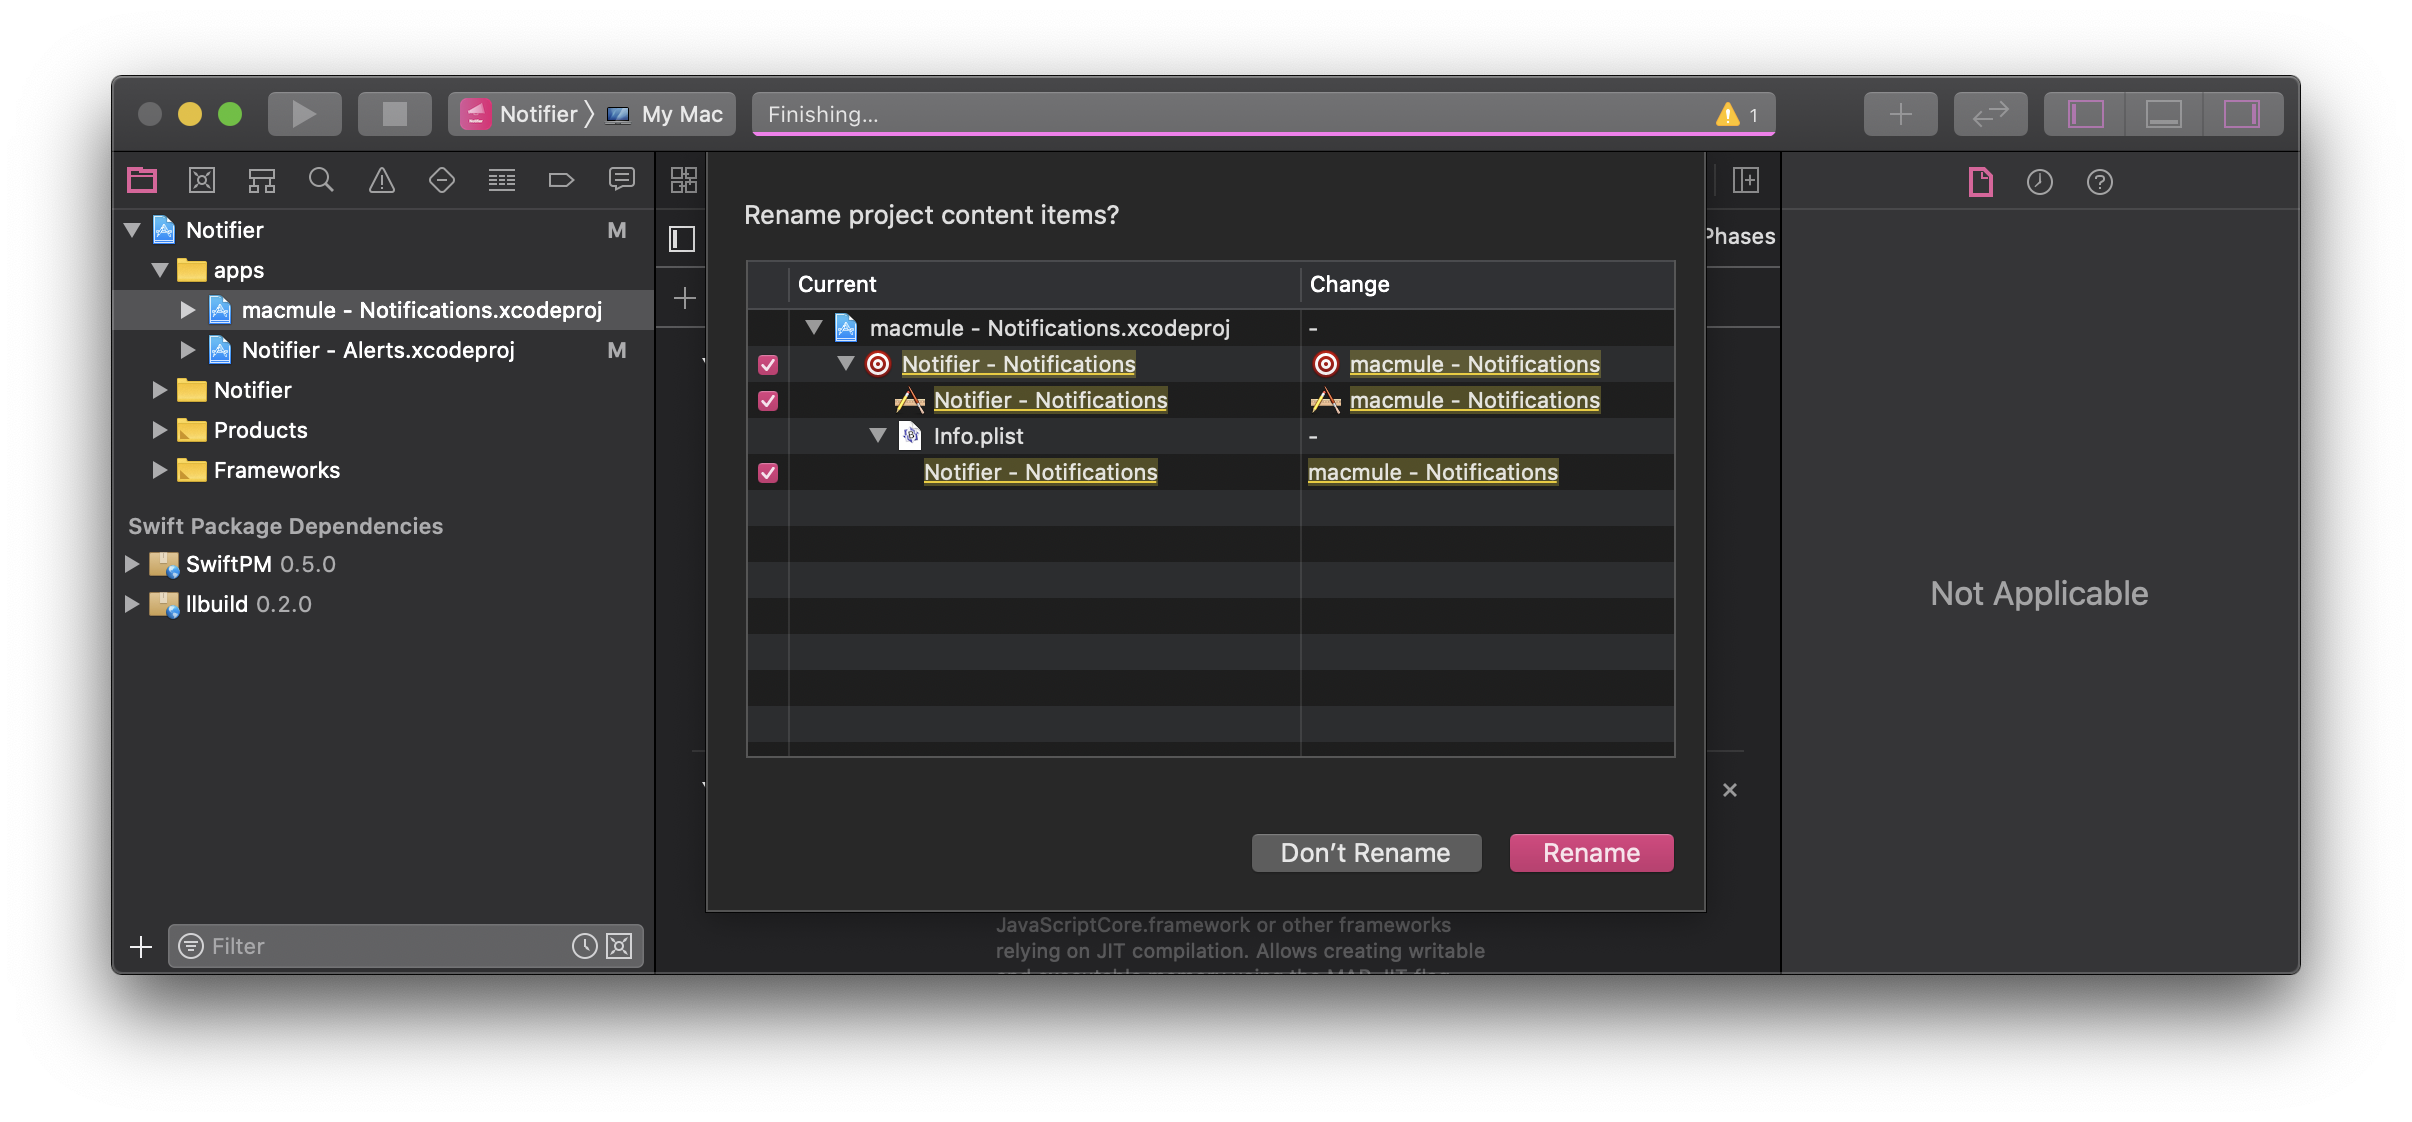 Notifier 〉 My Mac
Finishing... 1
Notifier M
apps
macmule - Notifications.xcodeproj
Notifier - Alerts.xcodeproj M
Notifier
Products
Frameworks
Swift Package Dependencies
SwiftPM 0.5.0
llbuild 0.2.0
Filter
Rename project content items?
Current Change
macmule - Notifications.xcodeproj -
Notifier - Notifications macmule - Notifications
Notifier - Notifications macmule - Notifications
Info.plist -
Notifier - Notifications macmule - Notifications
Don’t Rename Rename
Phases
JavaScriptCore.framework or other frameworks
relying on JIT compilation. Allows creating writable
Not Applicable